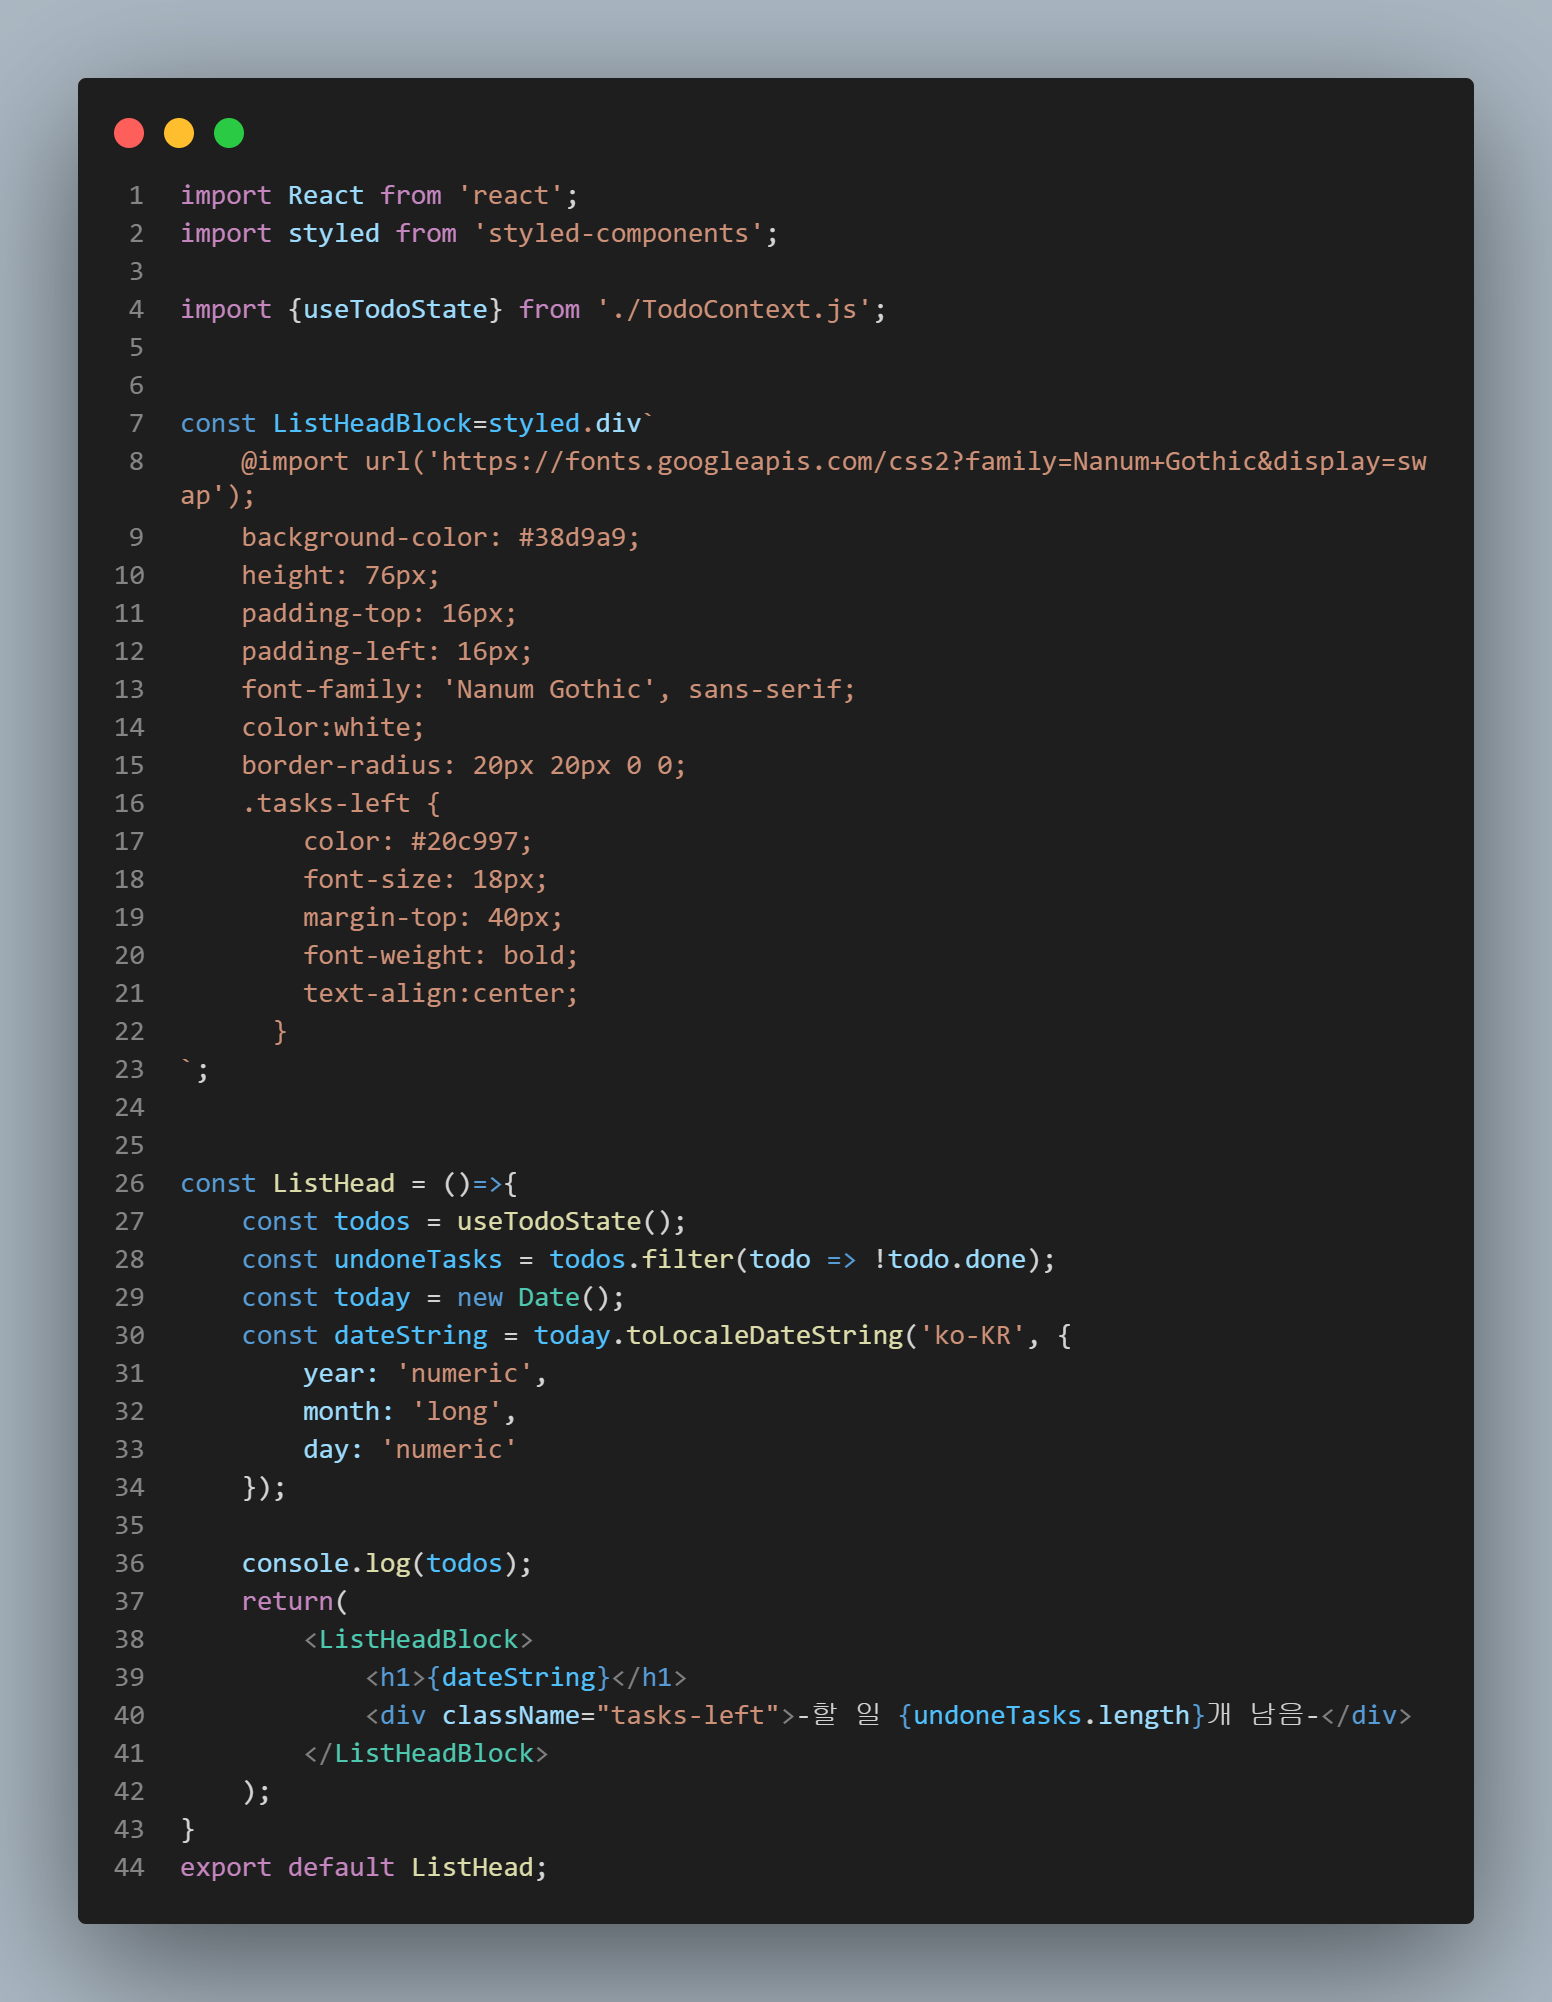 1 import React from 'react';
2 import styled from 'styled-components';
3
4 import {useTodoState} from './TodoContext.js';
5
6
7 const ListHeadBlock=styled.div`
8     @import url('https://fonts.googleapis.com/css2?family=Nanum+Gothic&display=sw
ap');
9     background-color: #38d9a9;
10     height: 76px;
11     padding-top: 16px;
12     padding-left: 16px;
13     font-family: 'Nanum Gothic', sans-serif;
14     color:white;
15     border-radius: 20px 20px 0 0;
16     .tasks-left {
17         color: #20c997;
18         font-size: 18px;
19         margin-top: 40px;
20         font-weight: bold;
21         text-align:center;
22       }
23 `;
24
25
26 const ListHead = ()=>{
27     const todos = useTodoState();
28     const undoneTasks = todos.filter(todo => !todo.done);
29     const today = new Date();
30     const dateString = today.toLocaleDateString('ko-KR', {
31         year: 'numeric',
32         month: 'long',
33         day: 'numeric'
34     });
35
36     console.log(todos);
37     return(
38         <ListHeadBlock>
39             <h1>{dateString}</h1>
40             <div className="tasks-left">-할 일 {undoneTasks.length}개 남음-</div>
41         </ListHeadBlock>
42     );
43 }
44 export default ListHead;